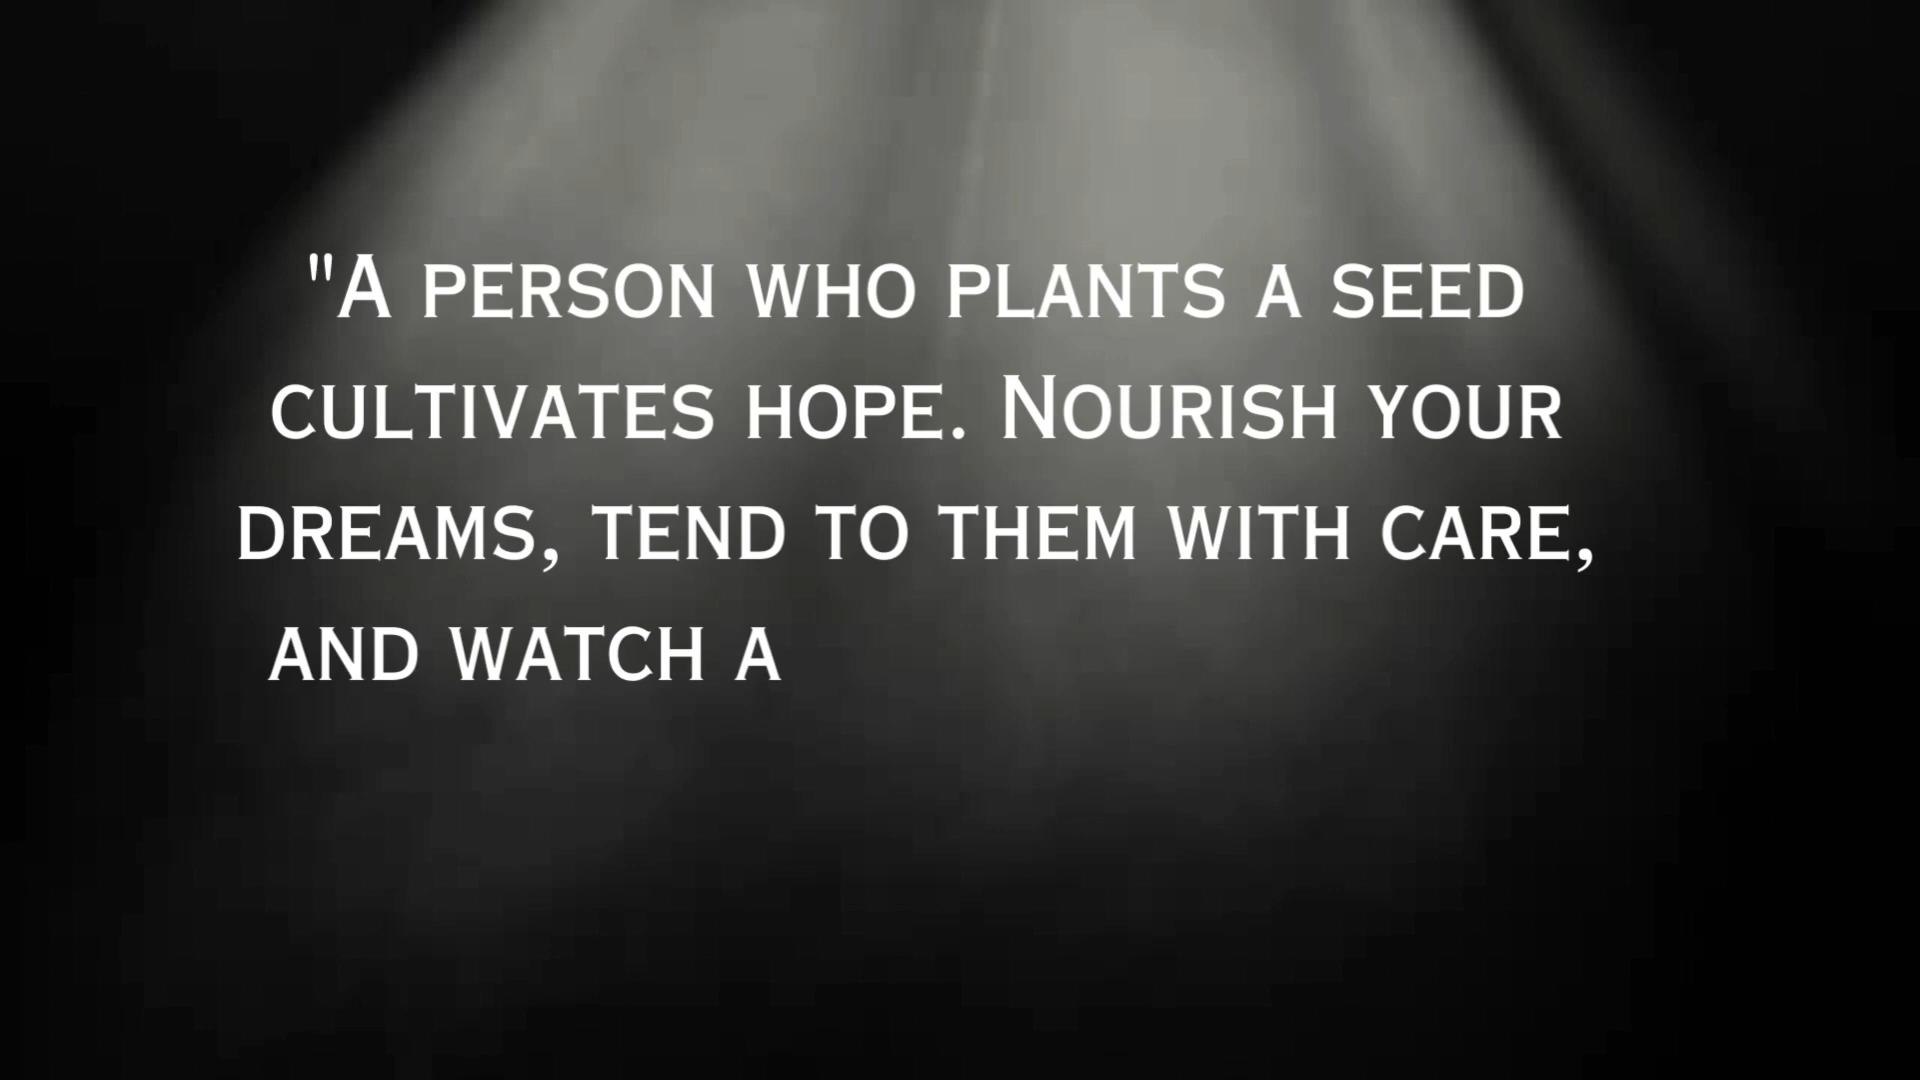 "A PERSON WHO PLANTS A SEED
CULTIVATES HOPE. NOURISH YOUR
DREAMS, TEND TO THEM WITH CARE,
AND WATCH A